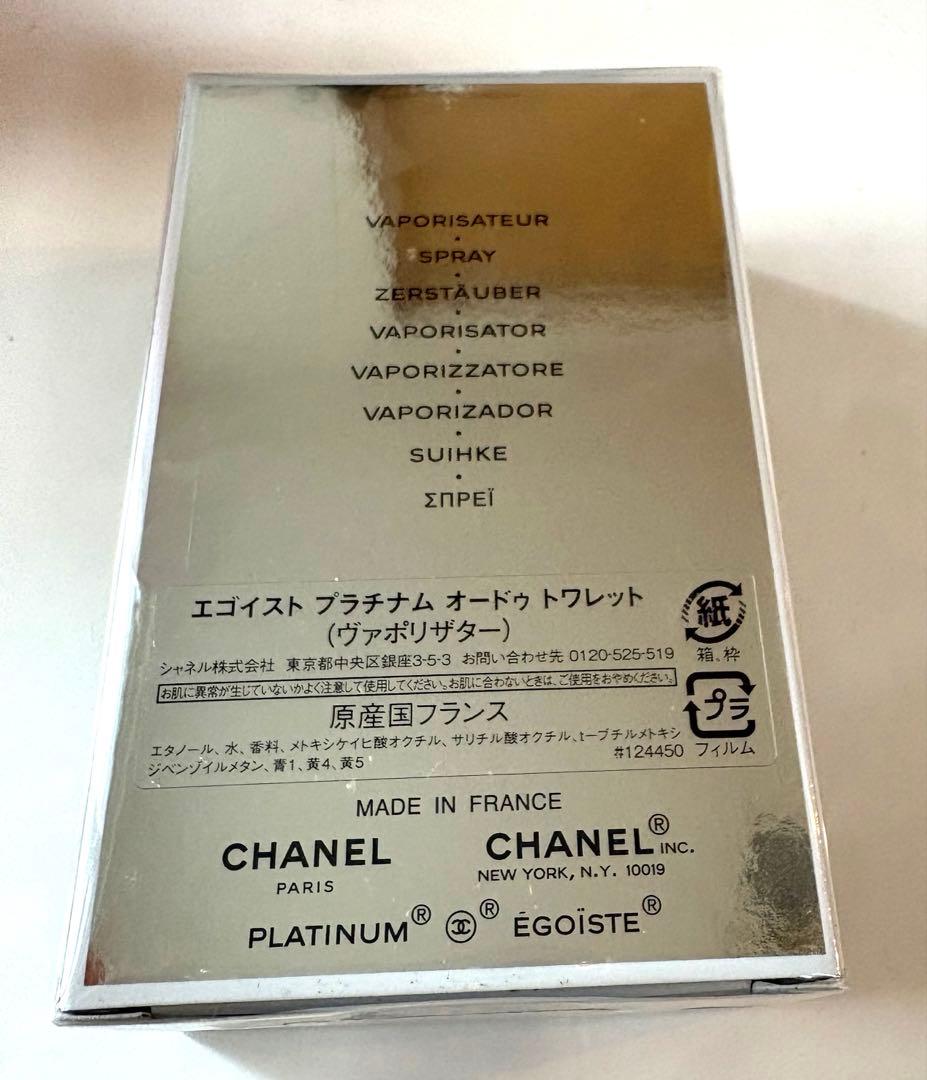 VAPORISATEUR
SPRAY
ZERSTÄUBER
VAPORISATOR
VAPORIZZATORE
VAPORIZADOR
SUIHKE
ΣΠΡΕΪ
エゴイスト プラチナム オードゥ トワレット
(ヴァポリザター)
シャネル株式会社 東京都中央区銀座3-5-3 お問い合わせ先 0120-525-519
お肌に異常が生じていないかよく注意して使用してください。お肌に合わないときは、ご使用をおやめください。
原産国フランス
エタノール、水、香料、メトキシケイヒ酸オクチル、サリチル酸オクチル、t-ブチルメトキシ
ジベンゾイルメタン、青1、黄4、黄5
#124450
紙
箱、枠
プラ
フィルム
MADE IN FRANCE
CHANEL
PARIS
CHANEL® INC.
NEW YORK, N.Y. 10019
PLATINUM® ® ÉGOÏSTE®